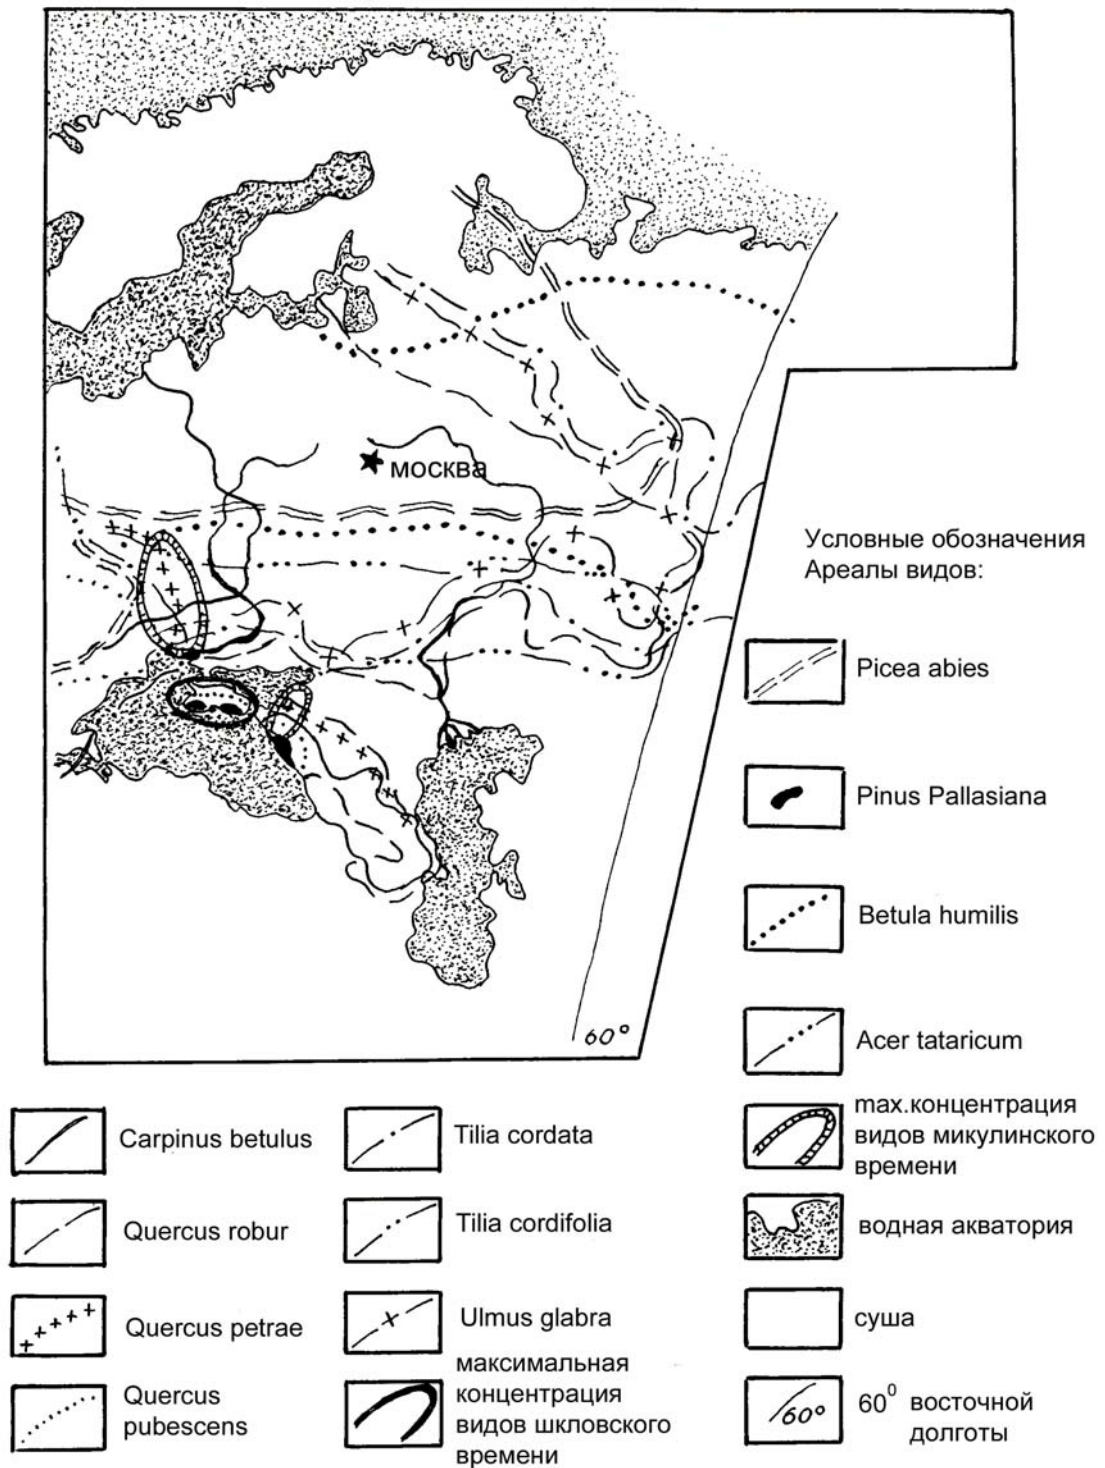 москва
60°
Условные обозначения
Ареалы видов:
Picea abies
Pinus Pallasiana
Betula humilis
Acer tataricum
max.концентрация
видов микулинского
времени
водная акватория
суша
60°
60⁰ восточной
долготы
Carpinus betulus
Quercus robur
Quercus petrae
Quercus
pubescens
Tilia cordata
Tilia cordifolia
Ulmus glabra
максимальная
концентрация
видов шкловского
времени